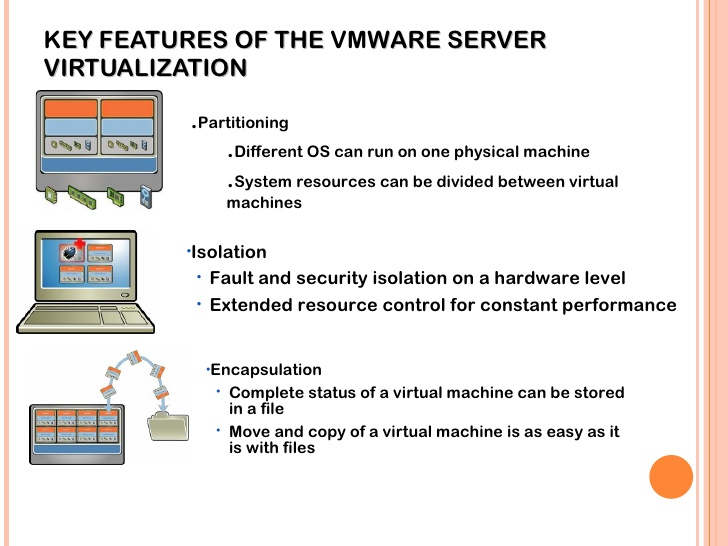 KEY FEATURES OF THE VMWARE SERVER
VIRTUALIZATION
.Partitioning
.Different OS can run on one physical machine
.System resources can be divided between virtual
machines
•Isolation
• Fault and security isolation on a hardware level
• Extended resource control for constant performance
•Encapsulation
• Complete status of a virtual machine can be stored
in a file
• Move and copy of a virtual machine is as easy as it
is with files